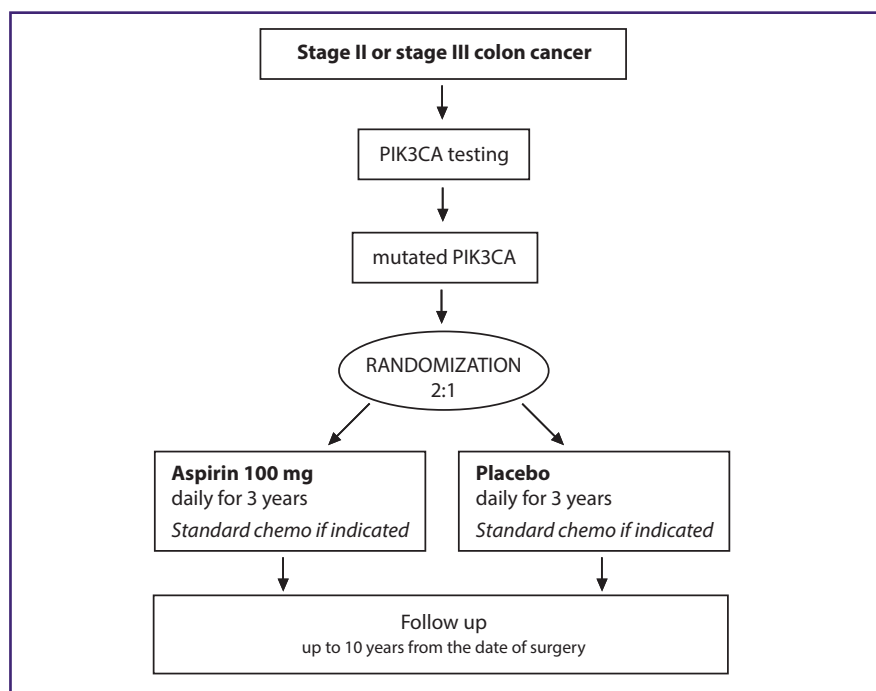 Stage II or stage III colon cancer
PIK3CA testing
mutated PIK3CA
RANDOMIZATION
2:1
Aspirin 100 mg
daily for 3 years
Standard chemo if indicated
Placebo
daily for 3 years
Standard chemo if indicated
Follow up
up to 10 years from the date of surgery